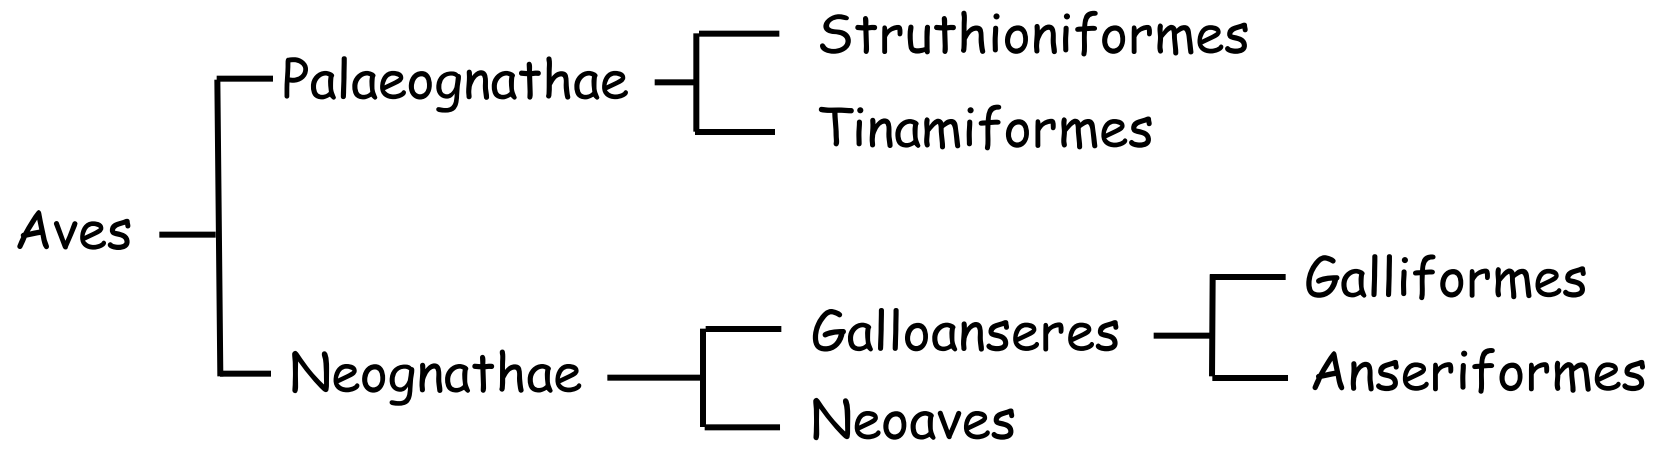 Struthioniformes
Palaeognathae
Tinamiformes
Aves
Galliformes
Galloanseres
Neognathae
Anseriformes
Neoaves